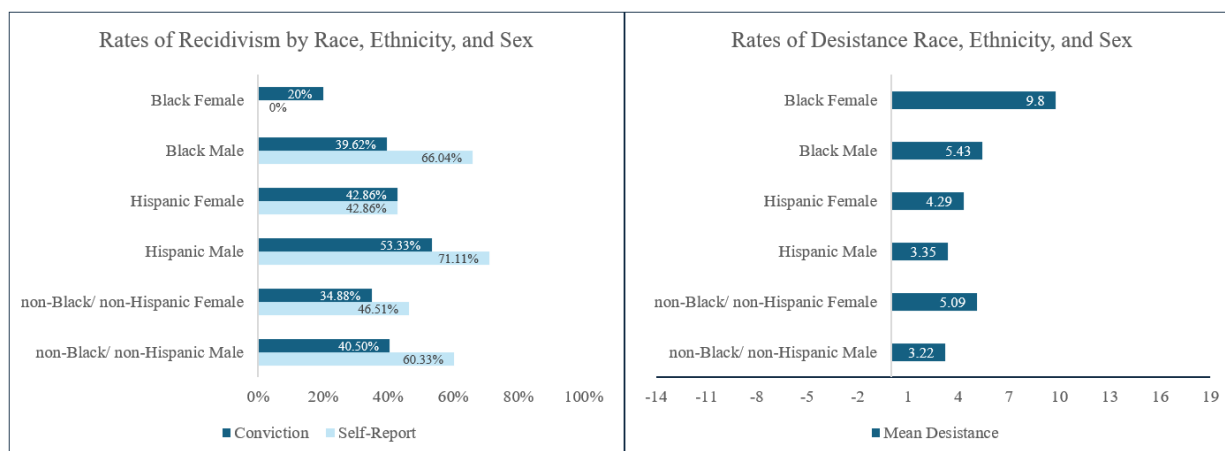 Rates of Recidivism by Race, Ethnicity, and Sex
Black Female
20%
0%
Black Male
39.62%
66.04%
Hispanic Female
42.86%
42.86%
Hispanic Male
53.33%
71.11%
non-Black/ non-Hispanic Female
34.88%
46.51%
non-Black/ non-Hispanic Male
40.50%
60.33%
0% 20% 40% 60% 80% 100%
Conviction Self-Report
Rates of Desistance Race, Ethnicity, and Sex
Black Female
9.8
Black Male
5.43
Hispanic Female
4.29
Hispanic Male
3.35
non-Black/ non-Hispanic Female
5.09
non-Black/ non-Hispanic Male
3.22
-14 -11 -8 -5 -2 1 4 7 10 13 16 19
Mean Desistance